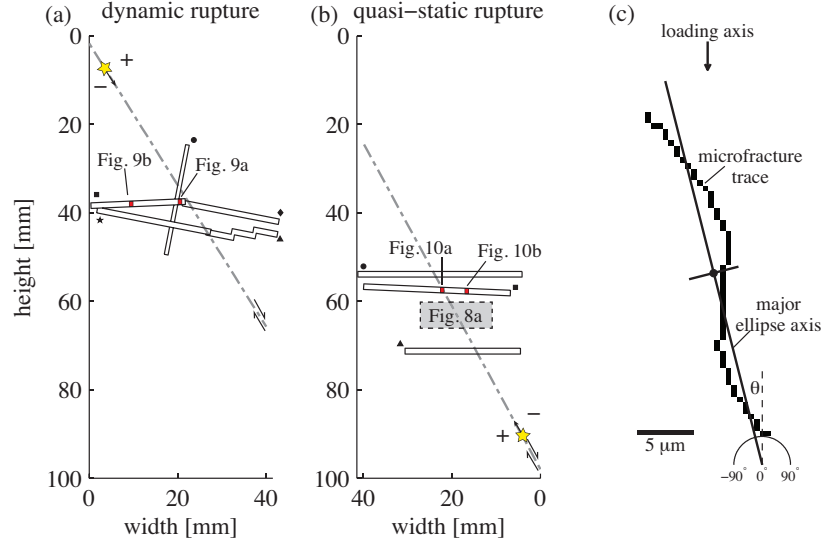 (a) dynamic rupture
(b) quasi−static rupture
(c)
0
20
40
60
80
100
height [mm]
0 20 40
width [mm]
+
−
Fig. 9b
Fig. 9a
0
20
40
60
80
100
40 20 0
width [mm]
Fig. 10a
Fig. 10b
Fig. 8a
−
+
loading axis
microfracture
trace
major
ellipse axis
θ
5 μm
−90° 0° 90°